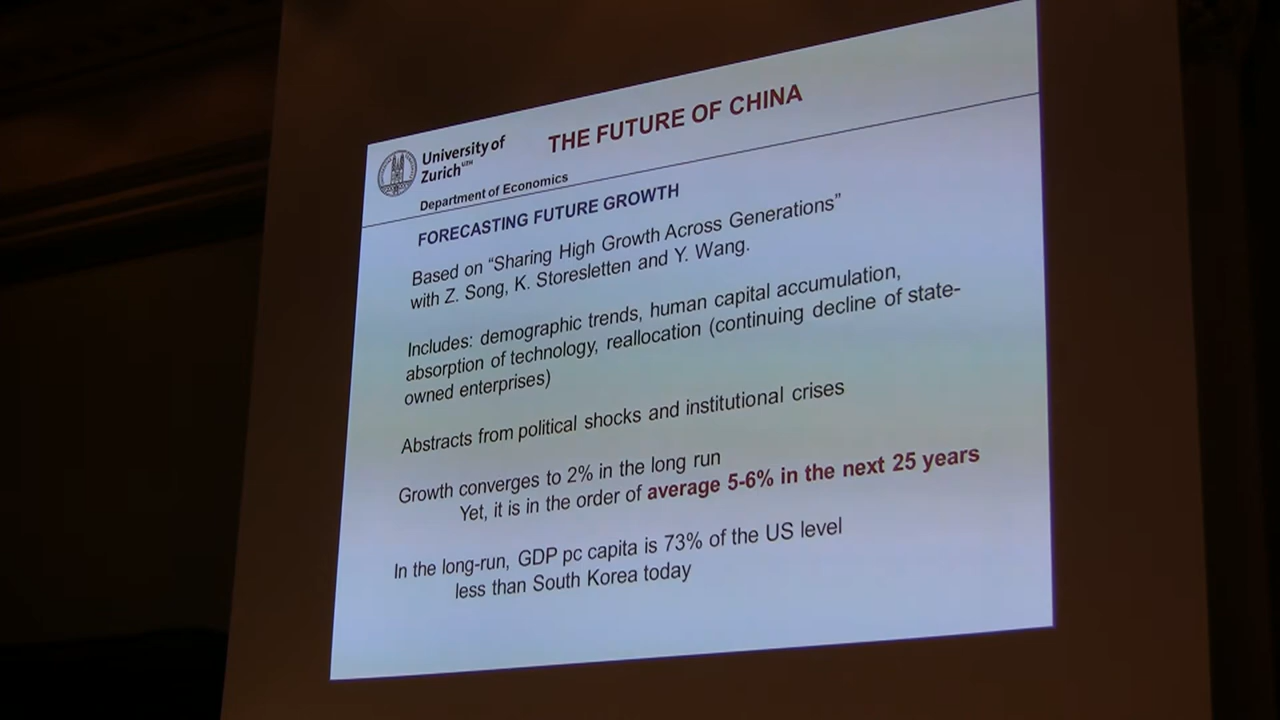 THE FUTURE OF CHINA
University of
Zurich UZH
Department of Economics
FORECASTING FUTURE GROWTH
Based on “Sharing High Growth Across Generations”
with Z. Song, K. Storesletten and Y. Wang.
Includes: demographic trends, human capital accumulation,
absorption of technology, reallocation (continuing decline of state-
owned enterprises)
Abstracts from political shocks and institutional crises
Growth converges to 2% in the long run
Yet, it is in the order of average 5-6% in the next 25 years
In the long-run, GDP pc capita is 73% of the US level
less than South Korea today